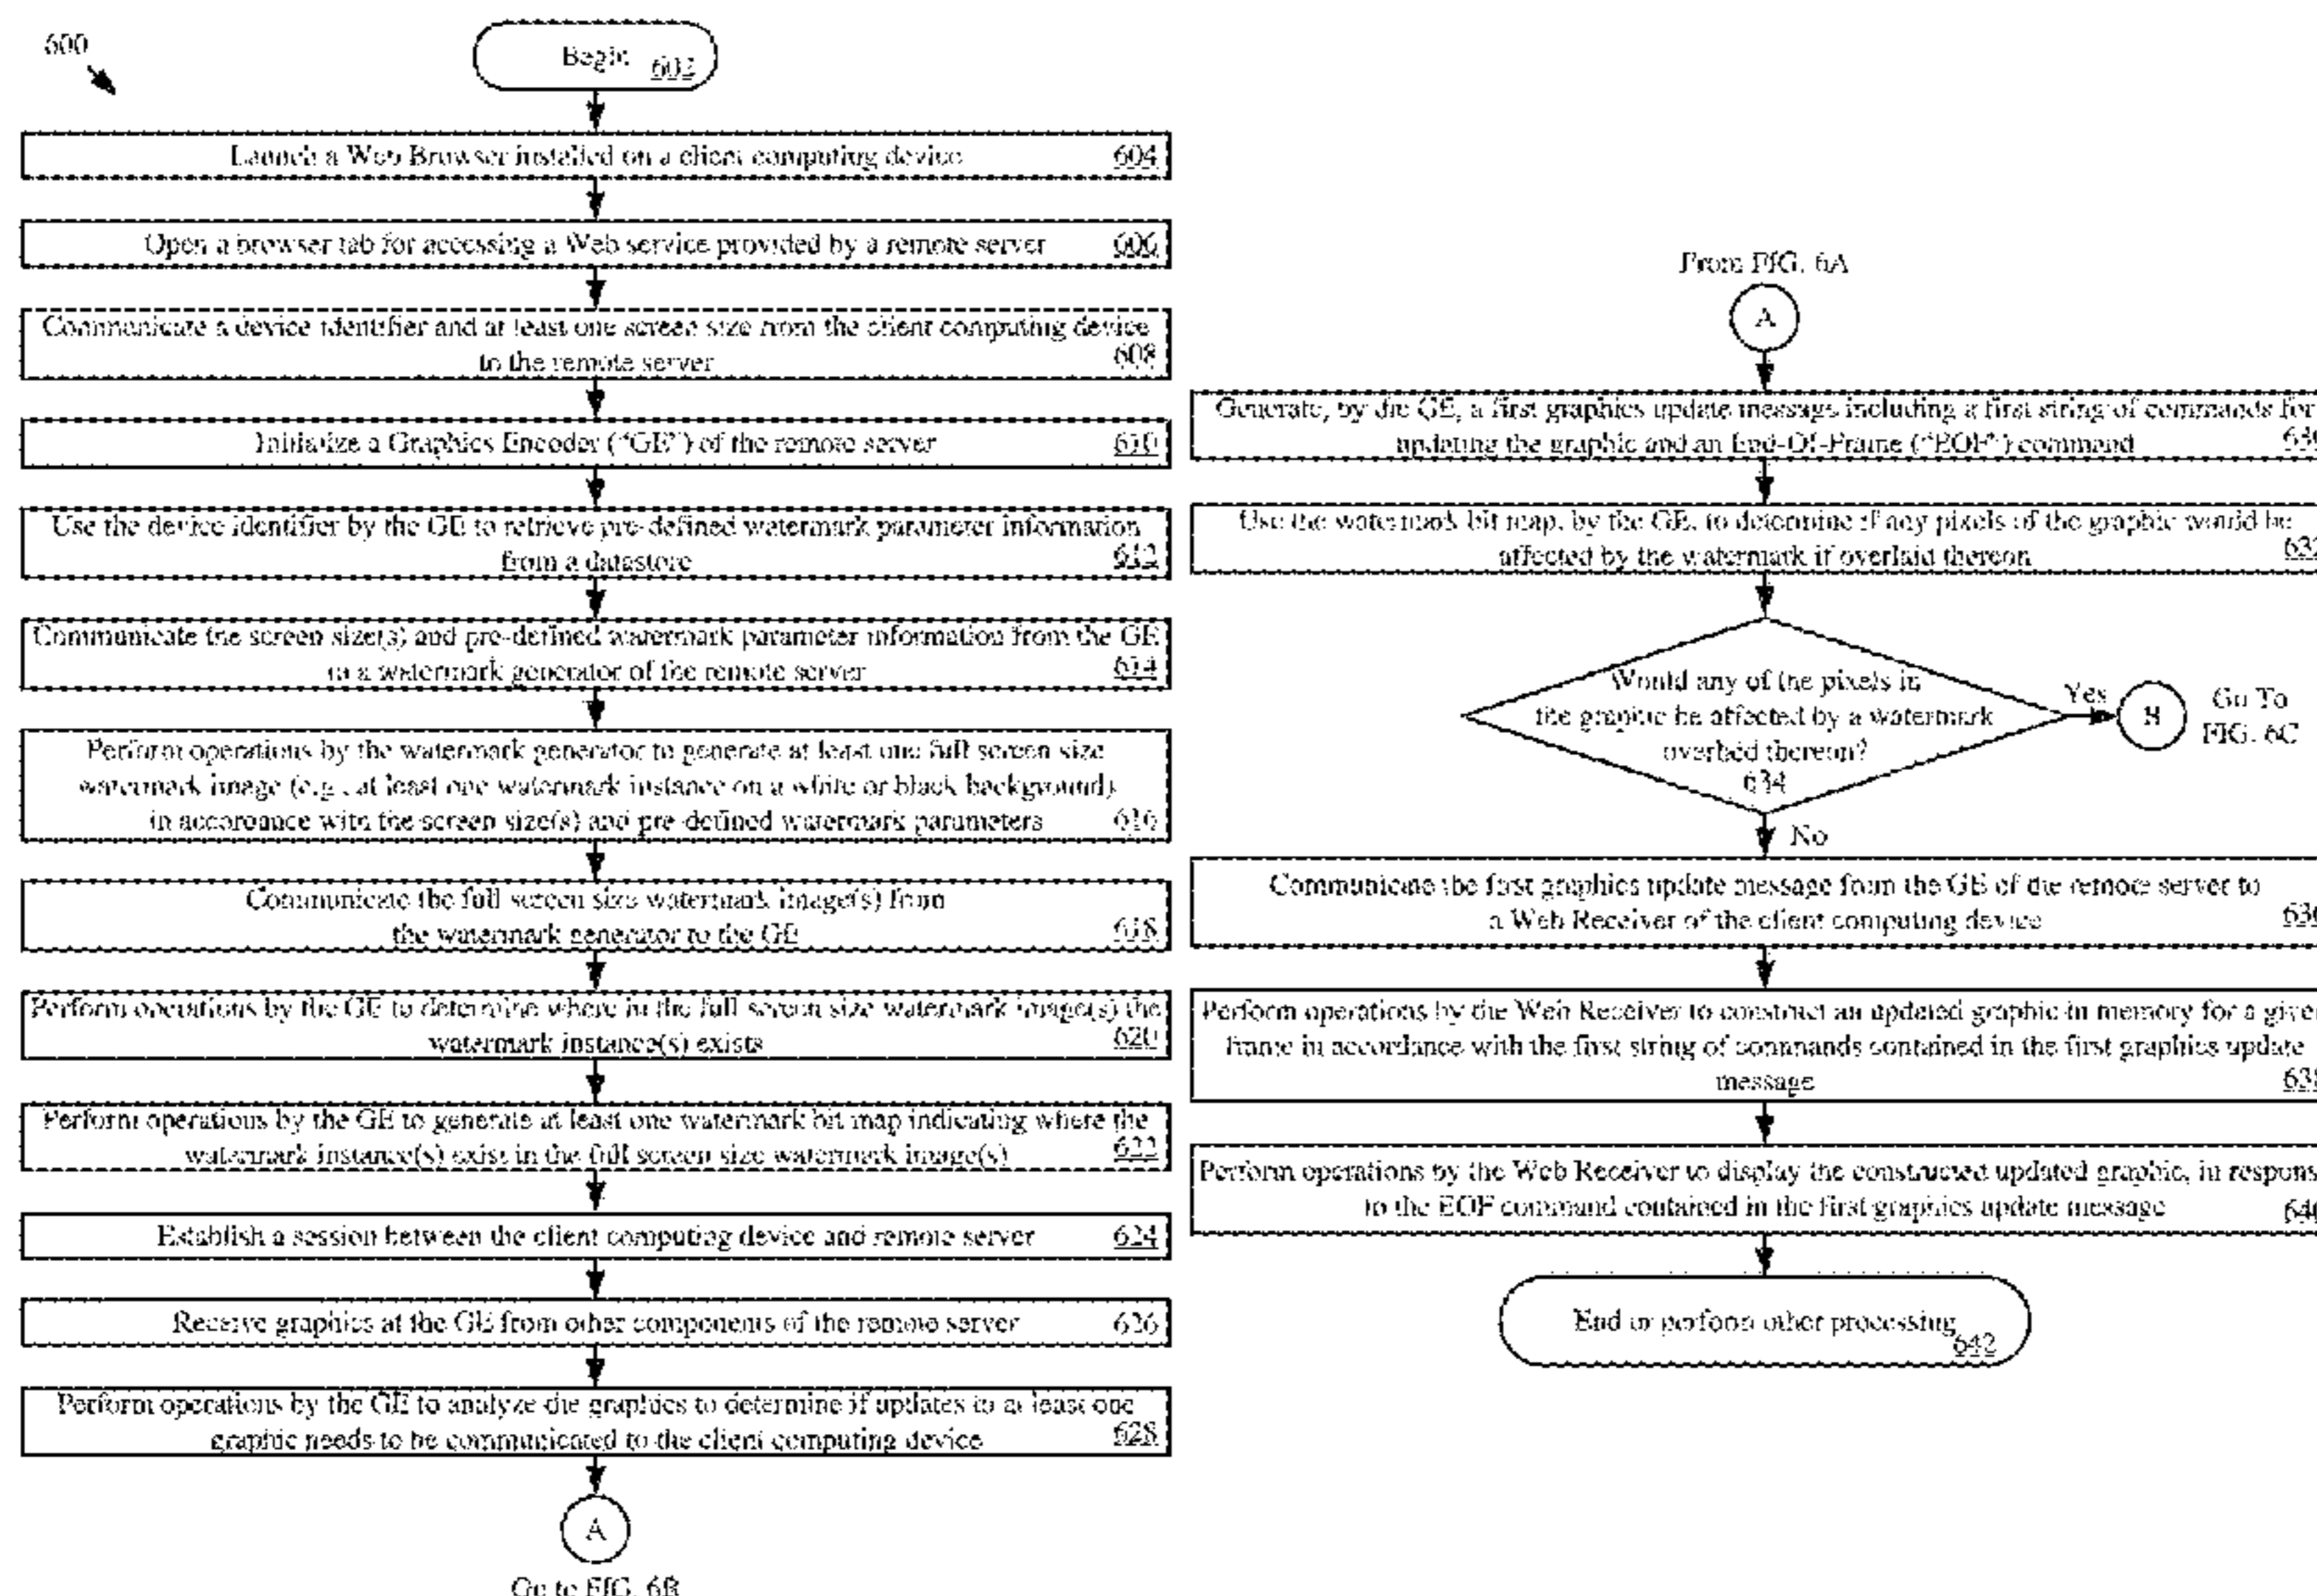 600
Begin 602
Launch a Web Browser installed on a client computing device 604
Open a browser tab for accessing a Web service provided by a remote server 606
Communicate a device identifier and at least one screen size from the client computing device
to the remote server 608
Initialize a Graphics Encoder ("GE") of the remote server 610
Use the device identifier by the GE to retrieve pre-defined watermark parameter information
from a datastore 612
Communicate the screen size(s) and pre-defined watermark parameter information from the GE
to a watermark generator of the remote server 614
Perform operations by the watermark generator to generate at least one full screen size
watermark image (e.g., at least one watermark instance on a white or black background)
in accordance with the screen size(s) and pre-defined watermark parameters 616
Communicate the full screen size watermark image(s) from
the watermark generator to the GE 618
Perform operations by the GE to determine where in the full screen size watermark image(s) the
watermark instance(s) exists 620
Perform operations by the GE to generate at least one watermark bit map indicating where the
watermark instance(s) exist in the full screen size watermark image(s) 622
Establish a session between the client computing device and remote server 624
Receive graphics at the GE from other components of the remote server 626
Perform operations by the GE to analyze the graphics to determine if updates to at least one
graphic needs to be communicated to the client computing device 628
A
Go to FIG. 6B
From FIG. 6A
A
Generate, by the GE, a first graphics update message including a first string of commands for
updating the graphic and an End-Of-Frame ("EOF") command
Use the watermark bit map, by the GE, to determine if any pixels of the graphic would be
affected by the watermark if overlaid thereon 632
Would any of the pixels in
the graphic be affected by a watermark
overlaid thereon?
634
Yes
B
Go To
FIG. 6C
No
Communicate the first graphics update message from the GE of the remote server to
a Web Receiver of the client computing device
Perform operations by the Web Receiver to construct an updated graphic in memory for a give
frame in accordance with the first string of commands contained in the first graphics update
message
Perform operations by the Web Receiver to display the constructed updated graphic, in respons
to the EOF command contained in the first graphics update message
End or perform other processing
642